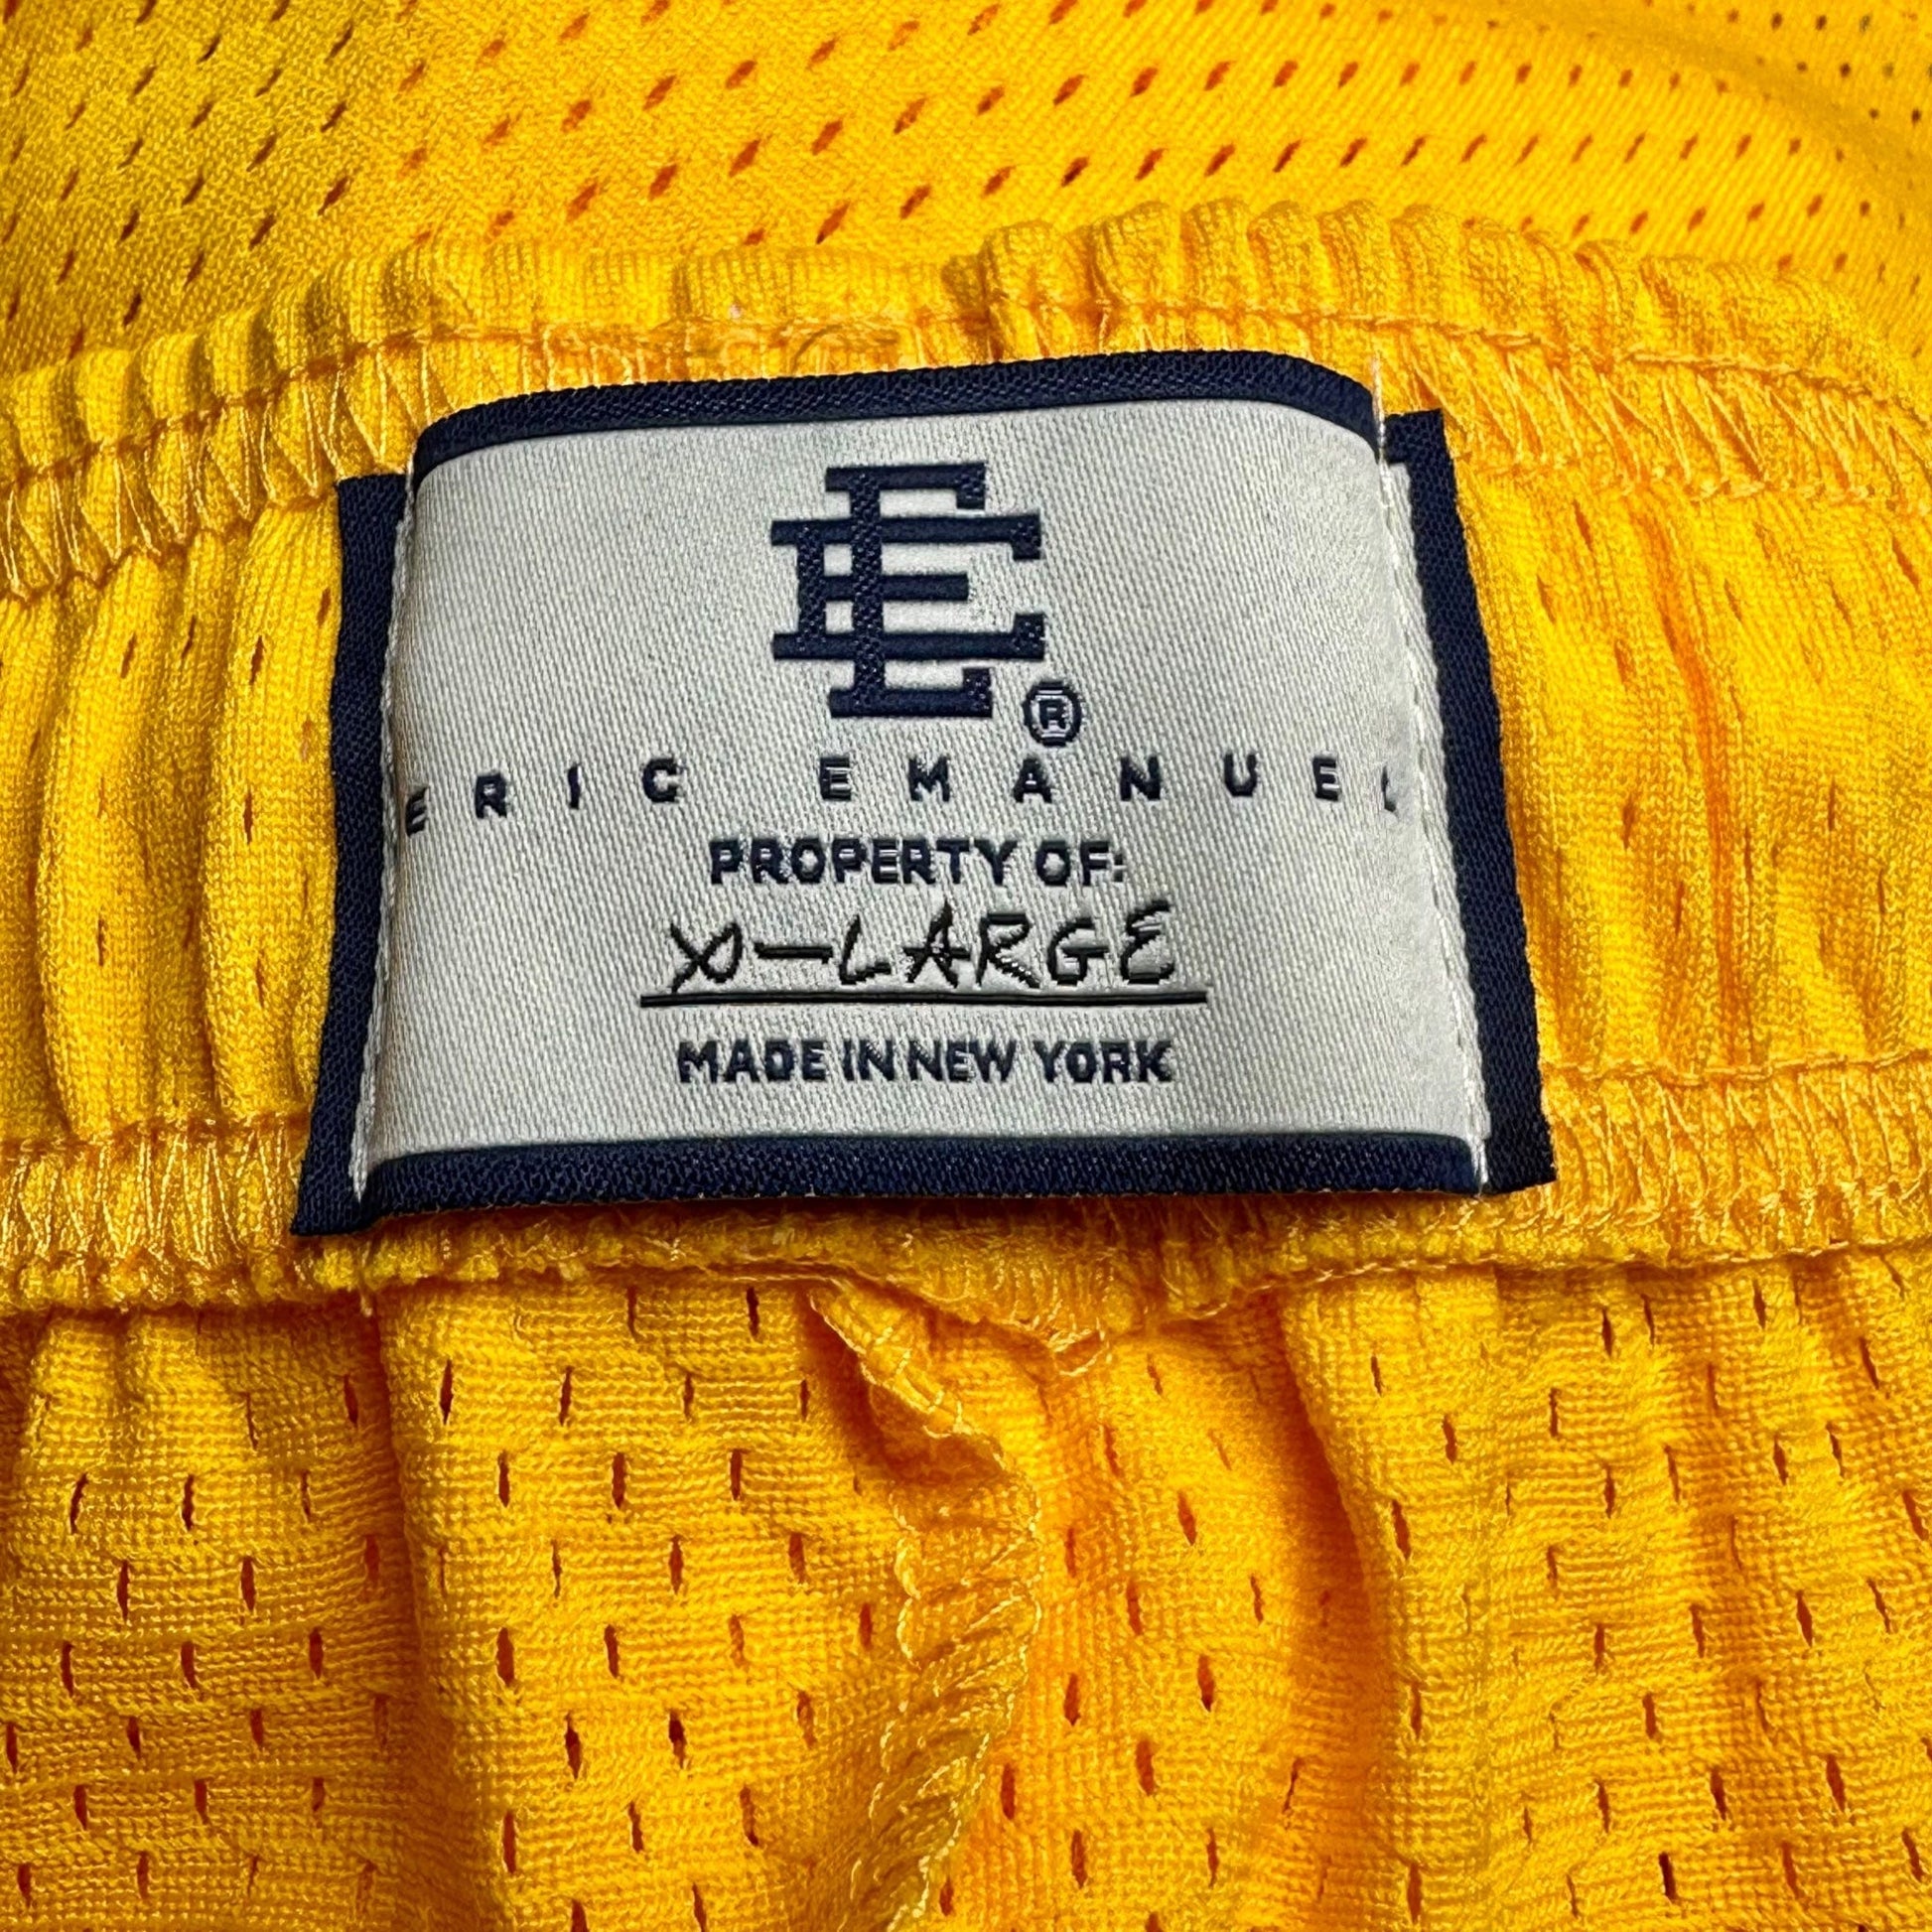 EE®
ERIC EMANUEL
PROPERTY OF:
X-LARGE
MADE IN NEW YORK